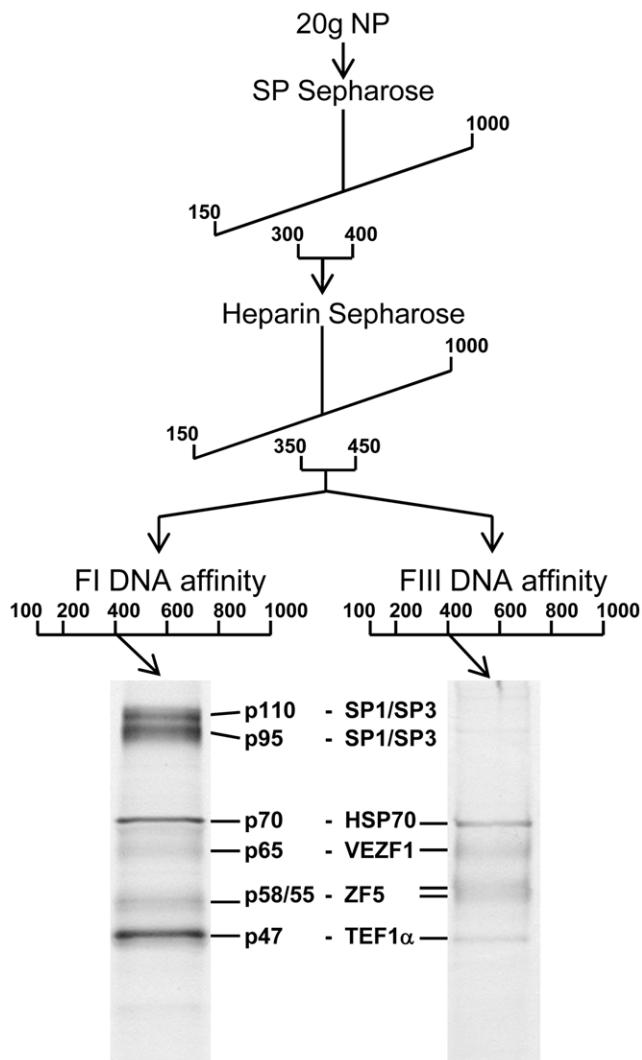 20g NP
SP Sepharose
1000
150
300 400
Heparin Sepharose
1000
150
350 450
FI DNA affinity FIII DNA affinity
100 200 400 600 1000 100 200 400 600 1000
p110 - SP1/SP3
p95 - SP1/SP3
p70 - HSP70
p65 - VEZF1
p58/55 - ZF5
p47 - TEF1α